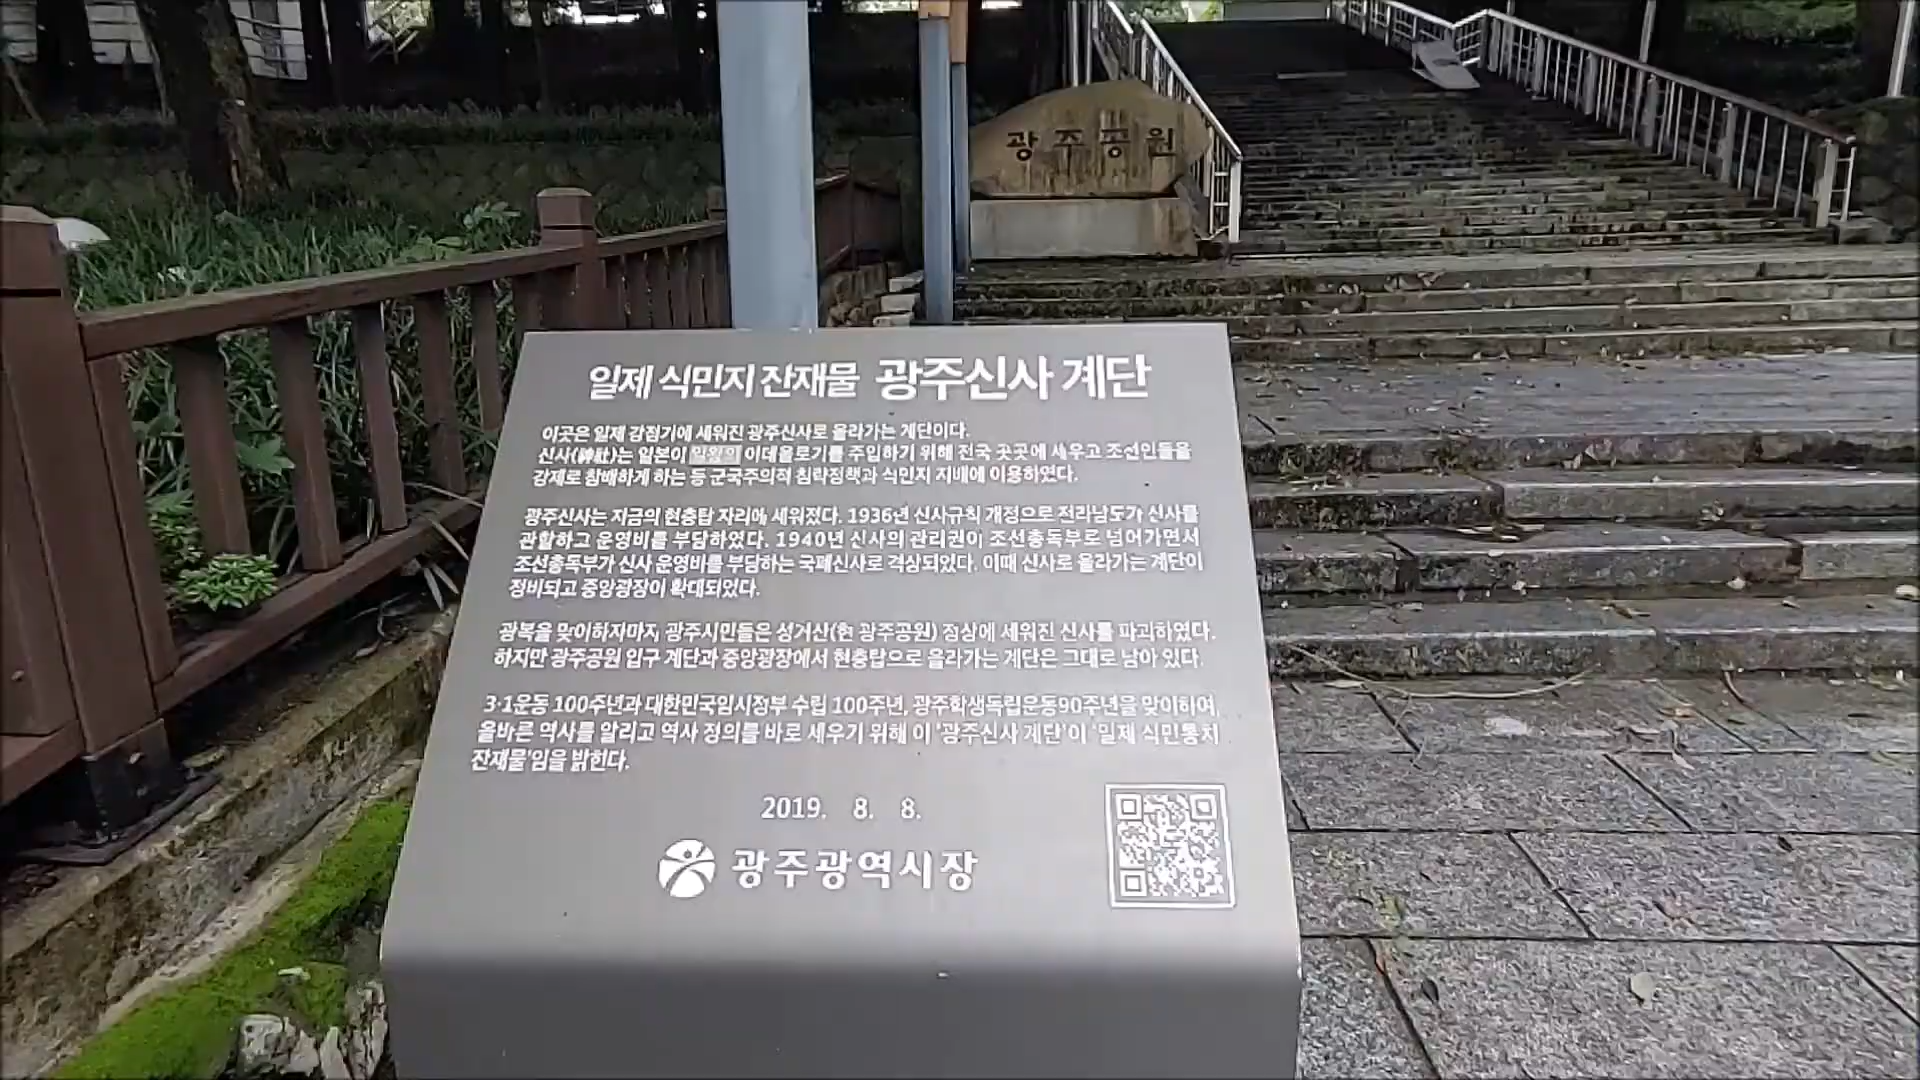 광주공원
일제 식민지 잔재물 광주신사 계단
이곳은 일제 강점기에 세워진 광주신사로 올라가는 계단이다.
신사(神社)는 일본이 일왕의 이데올로기를 주입하기 위해 전국 곳곳에 세우고 조선인들을
강제로 참배하게 하는 등 군국주의적 침략정책과 식민지 지배에 이용하였다.
광주신사는 지금의 현충탑 자리에 세워졌다. 1936년 신사규칙 개정으로 전라남도가 신사를
관할하고 운영비를 부담하였다. 1940년 신사의 관리권이 조선총독부로 넘어가면서
조선총독부가 신사 운영비를 부담하는 국폐신사로 격상되었다. 이때 신사로 올라가는 계단이
정비되고 중앙광장이 확대되었다.
광복을 맞이하자마자 광주시민들은 성거산(현 광주공원) 정상에 세워진 신사를 파괴하였다.
하지만 광주공원 입구 계단과 중앙광장에서 현충탑으로 올라가는 계단은 그대로 남아 있다.
3·1운동 100주년과 대한민국임시정부 수립 100주년, 광주학생독립운동90주년을 맞이하여,
올바른 역사를 알리고 역사 정의를 바로 세우기 위해 이 '광주신사 계단'이 '일제 식민통치
잔재물'임을 밝힌다.
2019. 8. 8.
광주광역시장